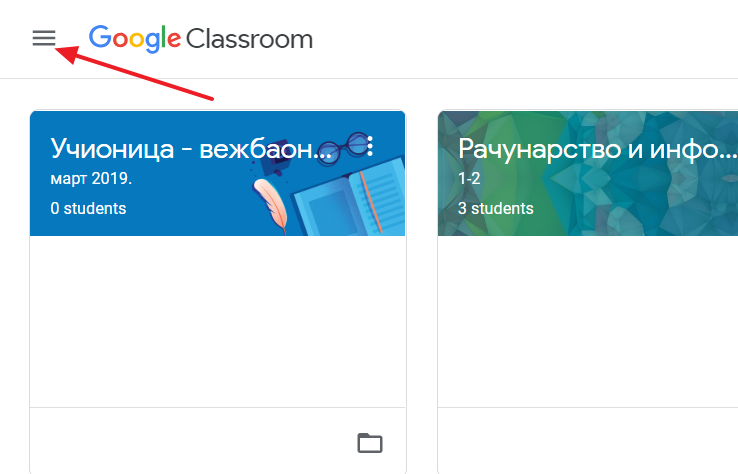 Google Classroom
Учионица - вежбаон...
март 2019.
0 students
Рачунарство и инфо...
1-2
3 students